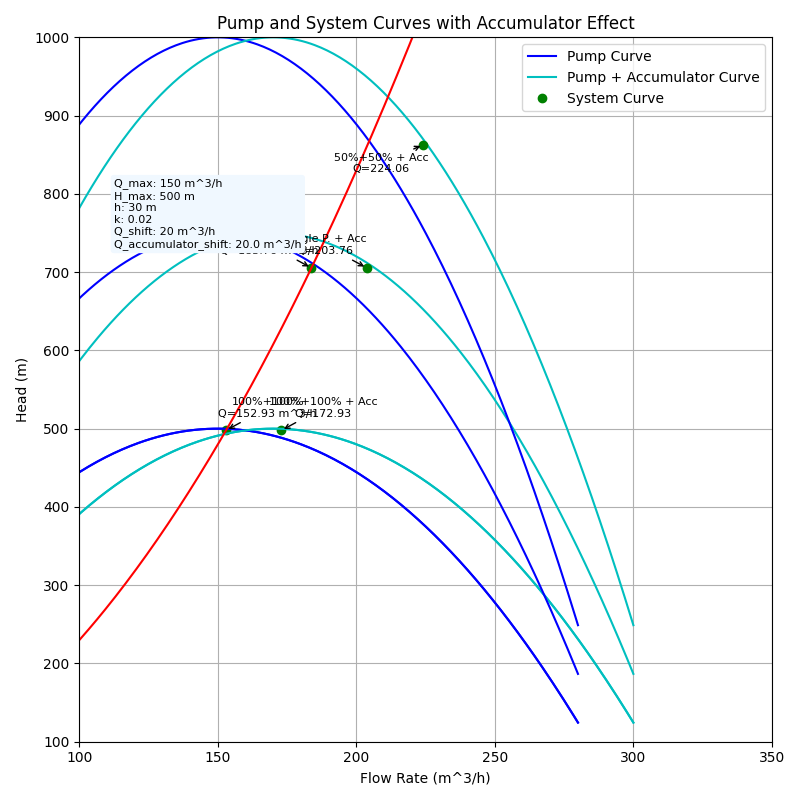 Pump and System Curves with Accumulator Effect
Pump Curve
Pump + Accumulator Curve
System Curve
50%+50% + Acc
Q=224.06
Q_max: 150 m^3/h
H_max: 500 m
h: 30 m
k: 0.02
Q_shift: 20 m^3/h
Q_accumulator_shift: 20.0 m^3/h
+ Acc
Q=203.76
100%+100%
Q=152.93 m^3/h
100%+100% + Acc
Q=172.93
Head (m)
1000
900
800
700
600
500
400
300
200
100
100
150
200
250
300
350
Flow Rate (m^3/h)